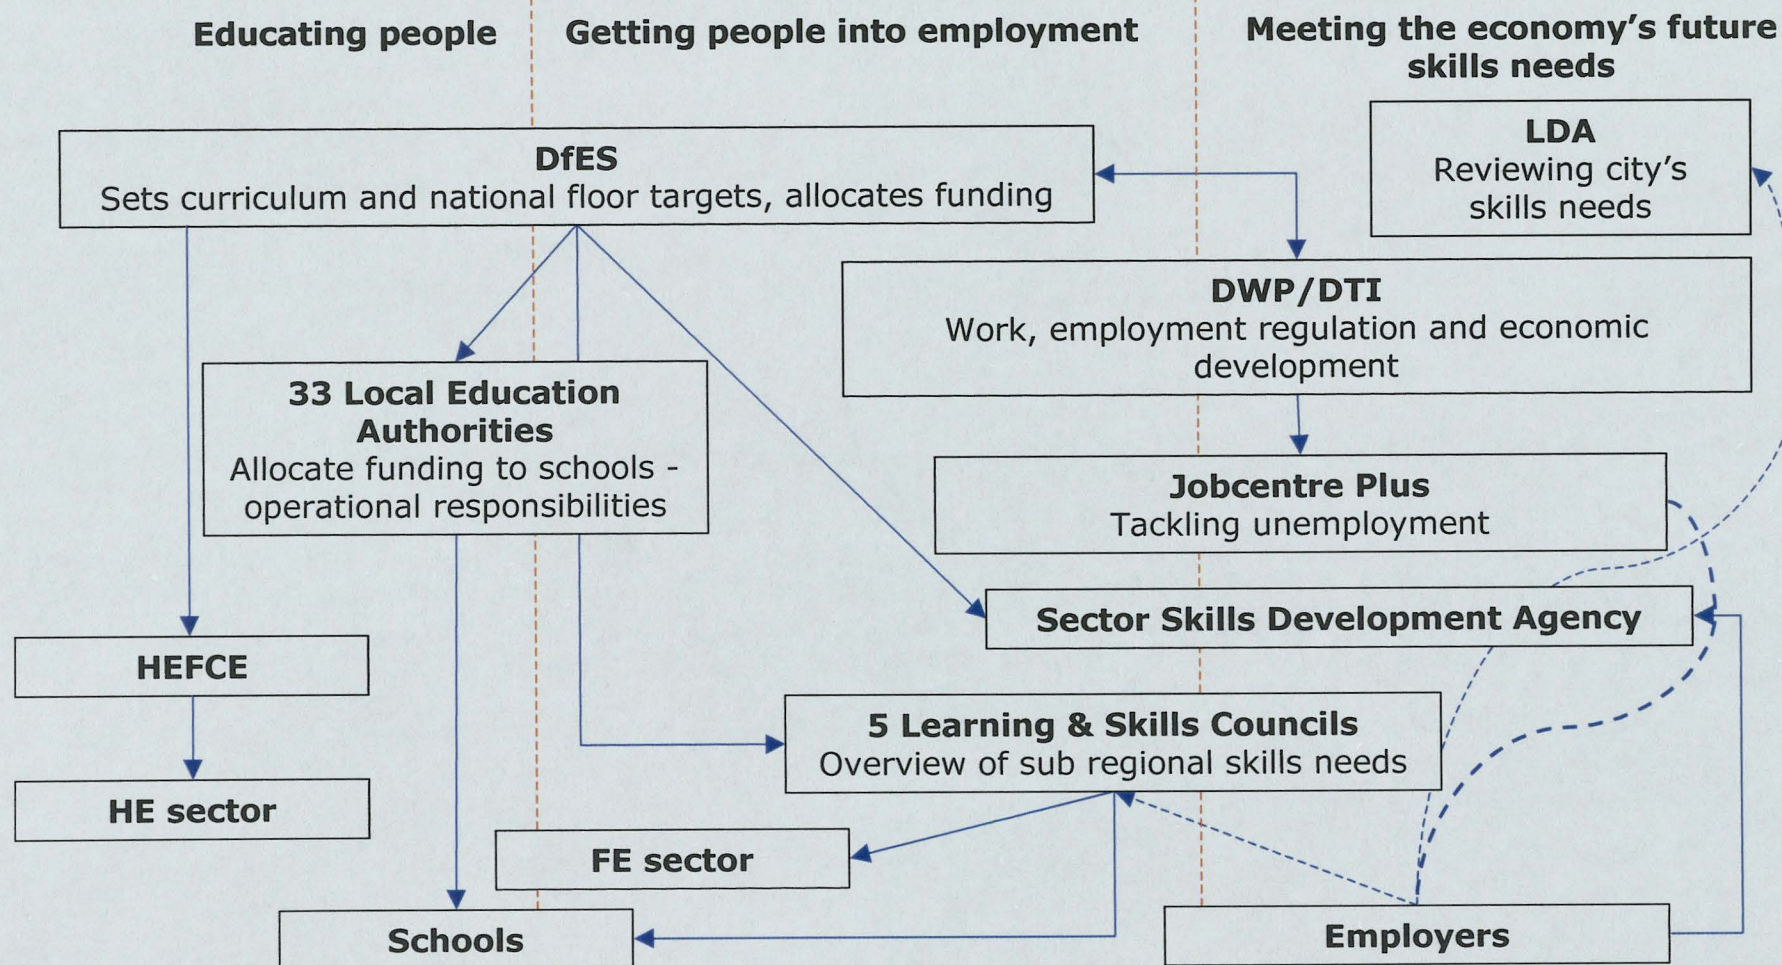 Educating people
Getting people into employment
Meeting the economy's future
skills needs
DfES
Sets curriculum and national floor targets, allocates funding
LDA
Reviewing city's
skills needs
DWP/DTI
Work, employment regulation and economic
development
33 Local Education
Authorities
Allocate funding to schools -
operational responsibilities
Jobcentre Plus
Tackling unemployment
Sector Skills Development Agency
HEFCE
5 Learning & Skills Councils
Overview of sub regional skills needs
HE sector
FE sector
Schools
Employers